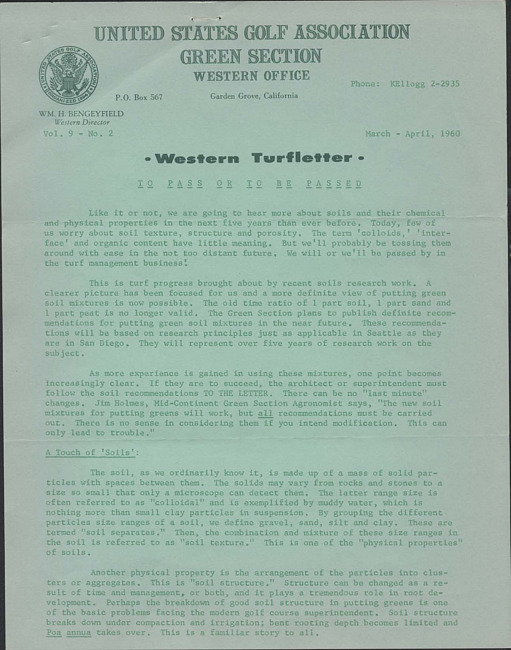 UNITED STATES GOLF ASSOCIATION
GREEN SECTION
WESTERN OFFICE
Phone: KEllogg 2-2935
P.O. Box 567
Garden Grove, California
WM. H. BENGEYFIELD
Western Director
Vol. 9 - No. 2
March - April, 1960
• Western Turfletter •
TO PASS OR TO BE PASSED
Like it or not, we are going to hear more about soils and their chemical
and physical properties in the next five years than ever before. Today, few of
us worry about soil texture, structure and porosity. The term 'colloids,' 'inter-
face' and organic content have little meaning. But we'll probably be tossing them
around with ease in the not too distant future. We will or we'll be passed by in
the turf management business!
This is turf progress brought about by recent soils research work. A
clearer picture has been focused for us and a more definite view of putting green
soil mixtures is now possible. The old time ratio of 1 part soil, 1 part sand and
1 part peat is no longer valid. The Green Section plans to publish definite recom-
mendations for putting green soil mixtures in the near future. These recommenda-
tions will be based on research principles just as applicable in Seattle as they
are in San Diego. They will represent over five years of research work on the
subject.
As more experience is gained in using these mixtures, one point becomes
increasingly clear. If they are to succeed, the architect or superintendent must
follow the soil recommendations TO THE LETTER. There can be no "last minute"
changes. Jim Holmes, Mid-Continent Green Section Agronomist says, "The new soil
mixtures for putting greens will work, but all recommendations must be carried
out. There is no sense in considering them if you intend modification. This can
only lead to trouble."
A Touch of 'Soils':
The soil, as we ordinarily know it, is made up of a mass of solid par-
ticles with spaces between them. The solids may vary from rocks and stones to a
size so small that only a microscope can detect them. The latter range size is
often referred to as "colloidal" and is exemplified by muddy water, which is
nothing more than small clay particles in suspension. By grouping the different
particles size ranges of a soil, we define gravel, sand, silt and clay. These are
termed "soil separates." Then, the combination and mixture of these size ranges in
the soil is referred to as "soil texture." This is one of the "physical properties"
of soils.
Another physical property is the arrangement of the particles into clus-
ters or aggregates. This is "soil structure." Structure can be changed as a re-
sult of time and management, or both, and it plays a tremendous role in root de-
velopment. Perhaps the breakdown of good soil structure in putting greens is one
of the basic problems facing the modern golf course superintendent. Soil structure
breaks down under compaction and irrigation; bent rooting depth becomes limited and
Poa annua takes over. This is a familiar story to all.